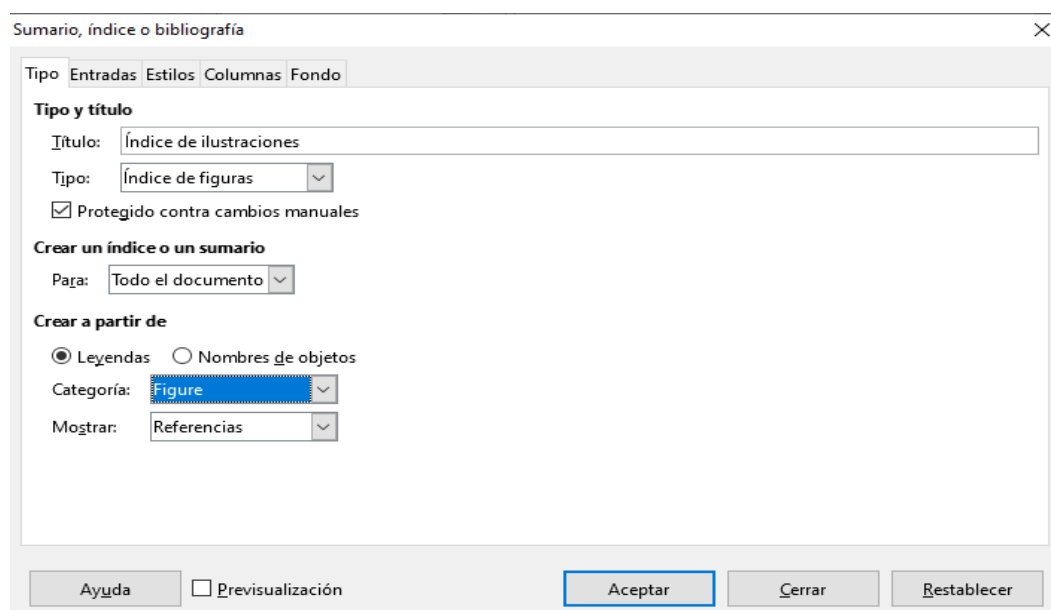 Sumario, índice o bibliografía
Tipo Entradas Estilos Columnas Fondo
Tipo y título
Título: Índice de ilustraciones
Tipo: Índice de figuras
Protegido contra cambios manuales
Crear un índice o un sumario
Para: Todo el documento
Crear a partir de
Leyendas Nombres de objetos
Categoría: Figure
Mostrar: Referencias
Ayuda Previsualización Aceptar Cerrar Restablecer